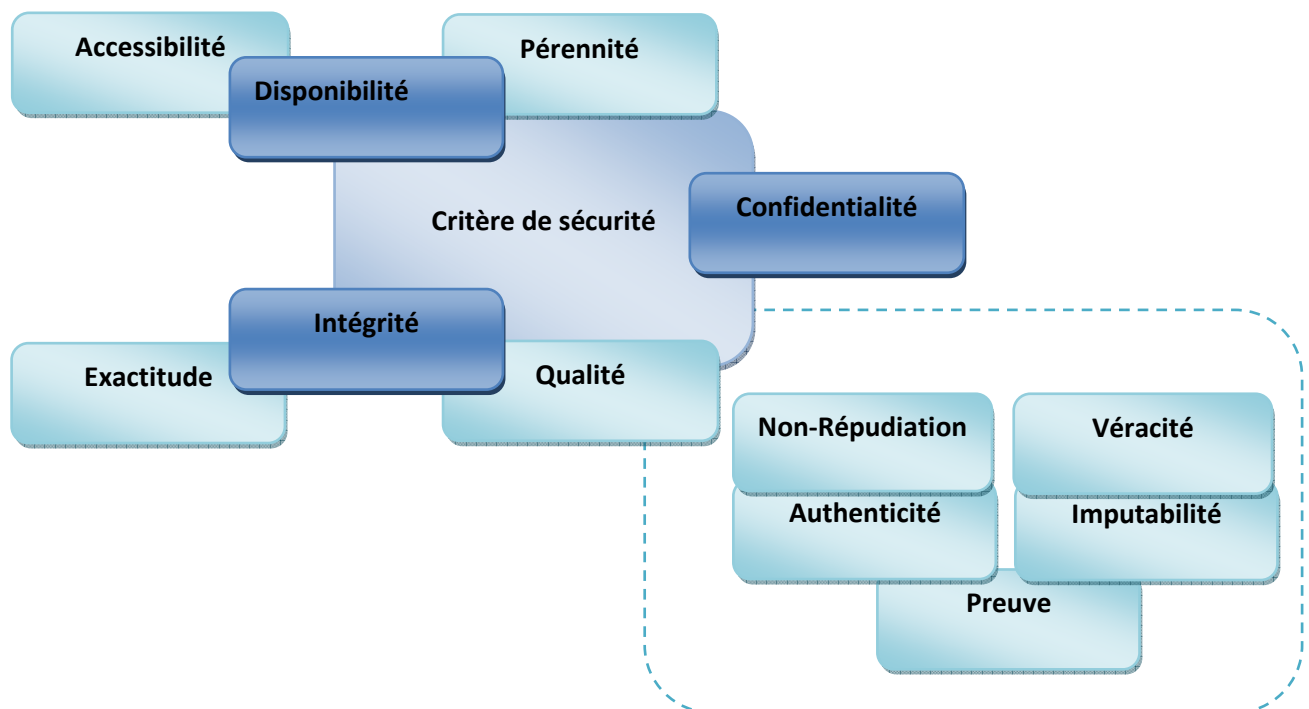 Accessibilité
Pérennité
Disponibilité
Confidentialité
Critère de sécurité
Intégrité
Exactitude
Qualité
Non-Répudiation
Véracité
Authenticité
Imputabilité
Preuve